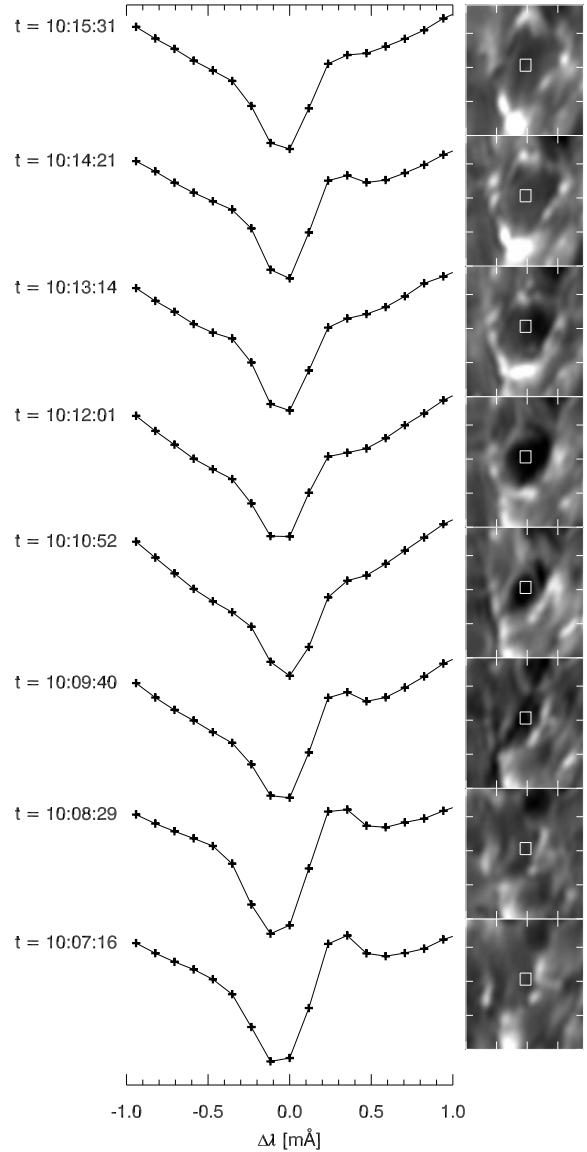 t = 10:15:31
t = 10:14:21
t = 10:13:14
t = 10:12:01
t = 10:10:52
t = 10:09:40
t = 10:08:29
t = 10:07:16
-1.0 -0.5 0.0 0.5 1.0
Δλ [mÅ]